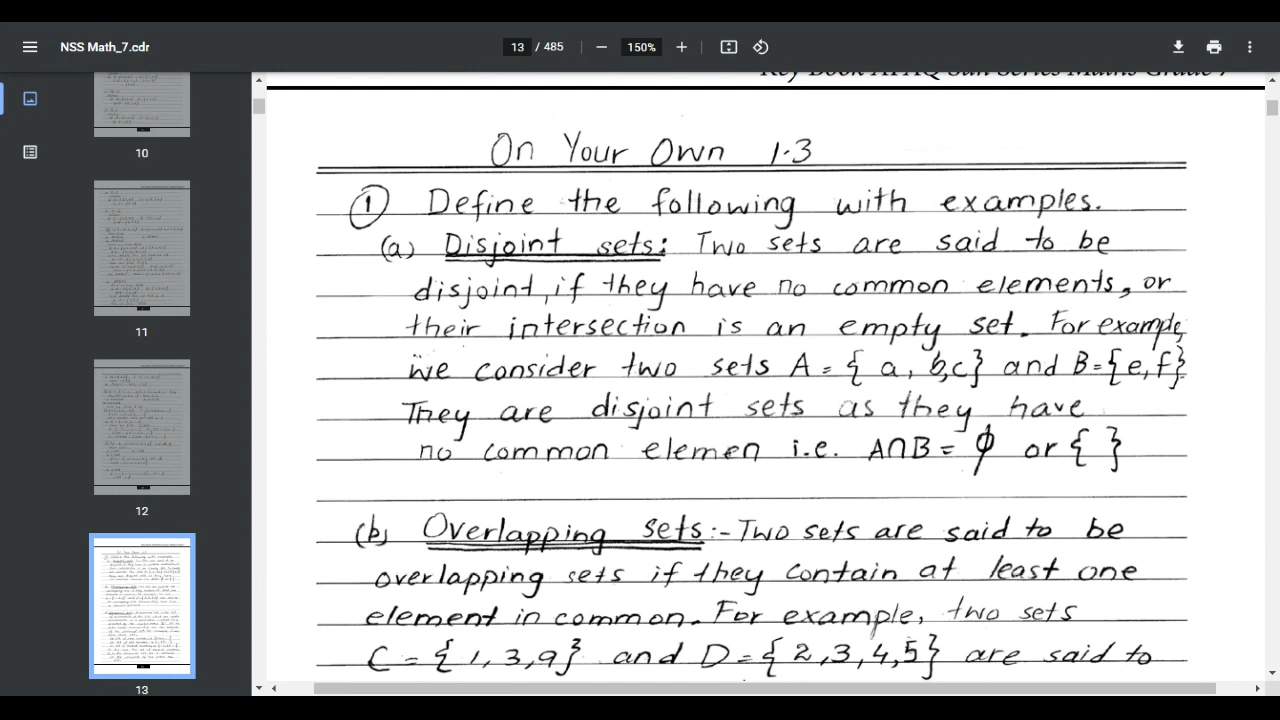 NSS Math_7.cdr
13 / 485
150%
On Your Own 1.3
① Define the following with examples.
(a) Disjoint sets: Two sets are said to be
disjoint, if they have no common elements, or
their intersection is an empty set. For example,
we consider two sets A = { a, b,c} and B={e,f}.
They are disjoint sets as they have
no common elemen i.e. A∩B = ϕ or { }
(b) Overlapping sets :- Two sets are said to be
overlapping sets if they contain at least one
element in common. For example, two sets
C = {1, 3, 9} and D = {2,3,4,5} are said to
10
11
12
13